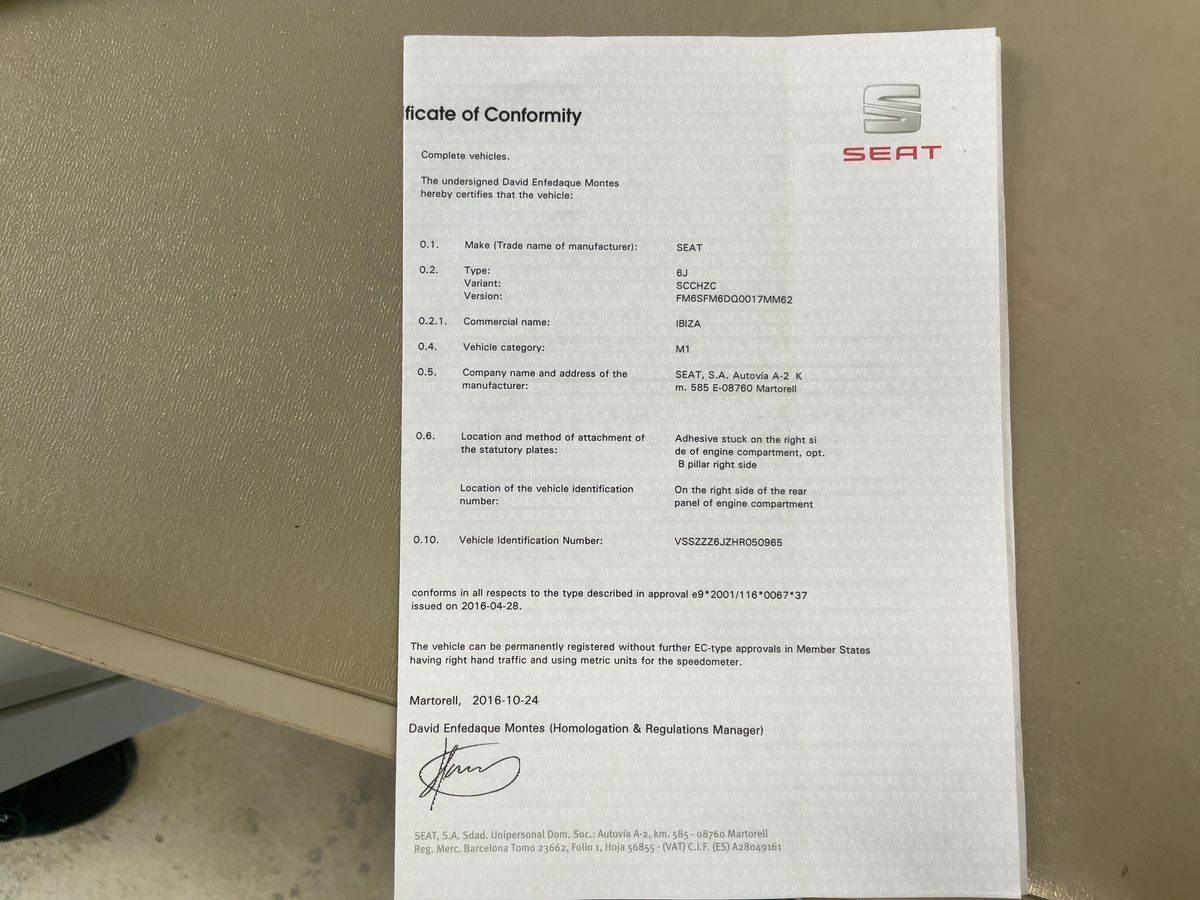 ficate of Conformity
SEAT
Complete vehicles.
The undersigned David Enfedaque Montes
hereby certifies that the vehicle:
0.1. Make (Trade name of manufacturer): SEAT
0.2. Type: 6J
Variant: SCCHZC
Version: FM6SFM6DQ0017MM62
0.2.1. Commercial name: IBIZA
0.4. Vehicle category: M1
0.5. Company name and address of the SEAT, S.A. Autovía A-2 K
manufacturer: m. 585 E-08760 Martorell
0.6. Location and method of attachment of Adhesive stuck on the right si
the statutory plates: de of engine compartment, opt.
B pillar right side
Location of the vehicle identification On the right side of the rear
number: panel of engine compartment
0.10. Vehicle Identification Number: VSSZZZ6JZHR050965
conforms in all respects to the type described in approval e9*2001/116*0067*37
issued on 2016-04-28.
The vehicle can be permanently registered without further EC-type approvals in Member States
having right hand traffic and using metric units for the speedometer.
Martorell, 2016-10-24
David Enfedaque Montes (Homologation & Regulations Manager)
SEAT, S.A. Sdad. Unipersonal Dom. Soc.: Autovía A-2, km. 585 - 08760 Martorell
Reg. Merc. Barcelona Tomo 23662, Folio 1, Hoja 56855 - (VAT) C.I.F. (ES) A28049161